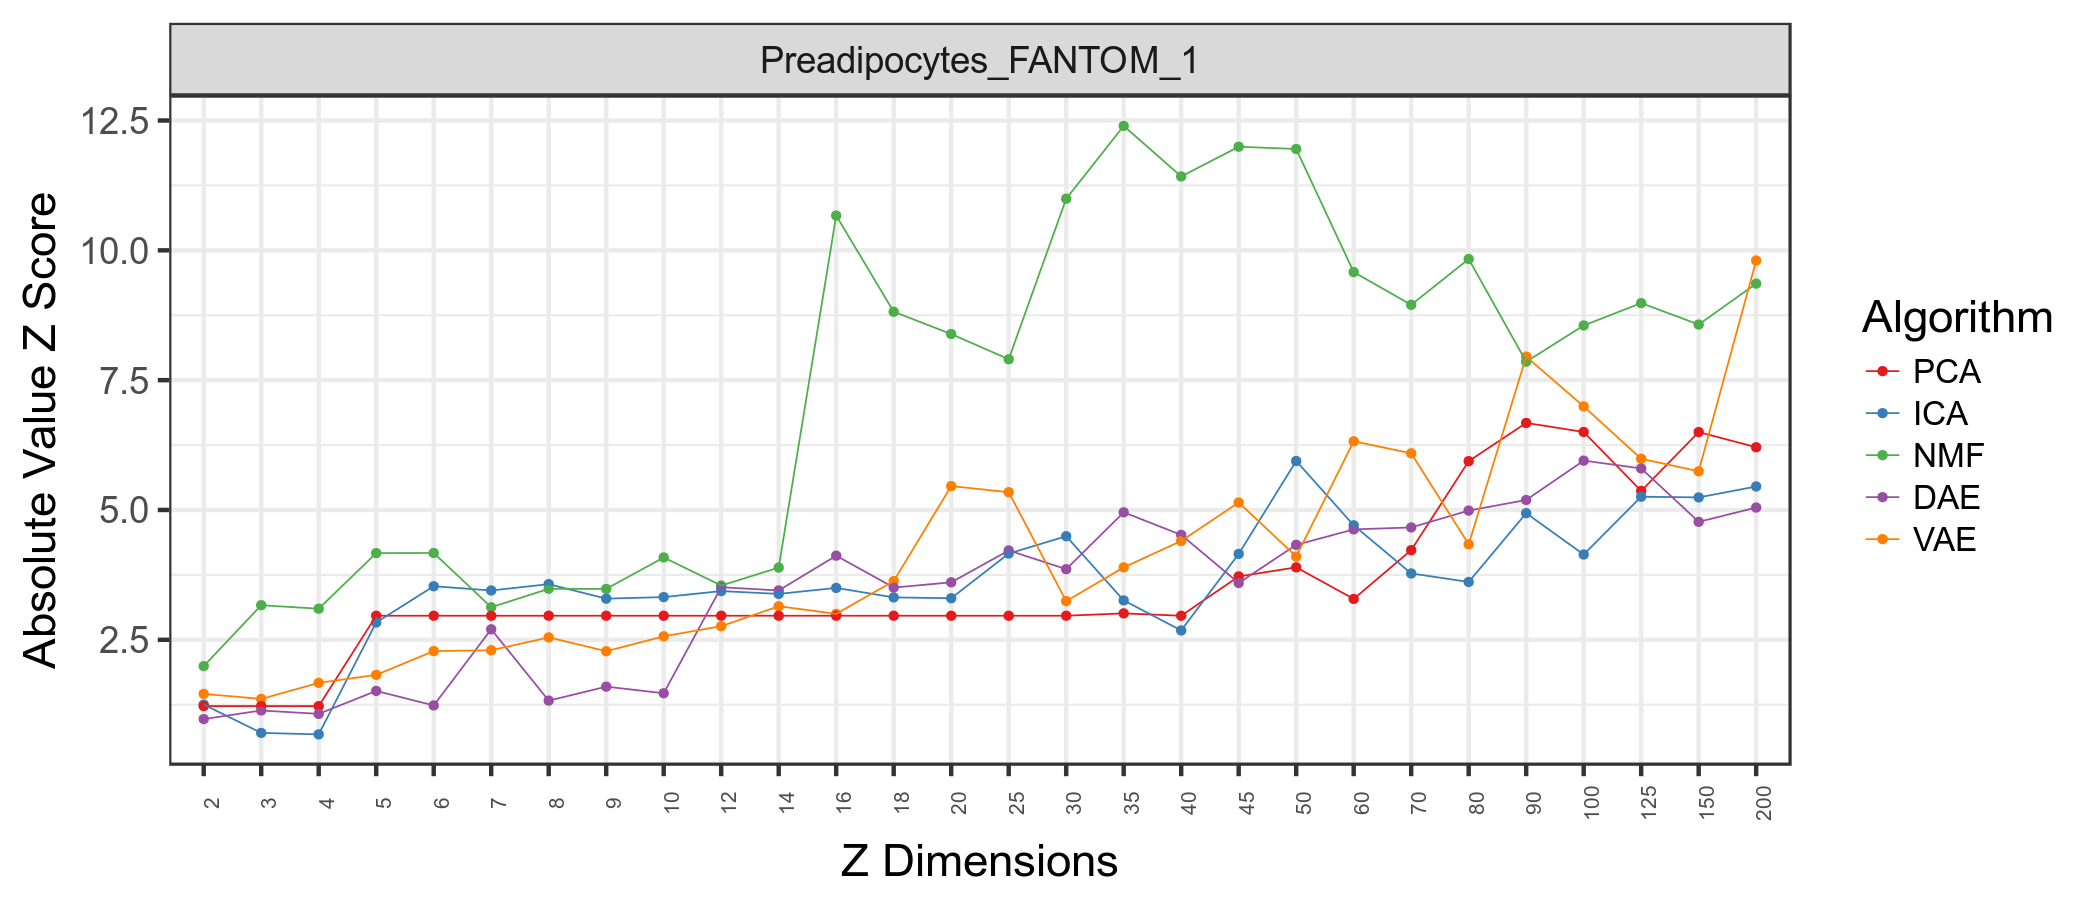 Preadipocytes_FANTOM_1
Absolute Value Z Score
12.5
10.0
7.5
5.0
2.5
2 3 4 5 6 7 8 9 10 12 14 16 18 20 25 30 35 40 45 50 60 70 80 90 100 125 150 200
Z Dimensions
Algorithm
PCA
ICA
NMF
DAE
VAE